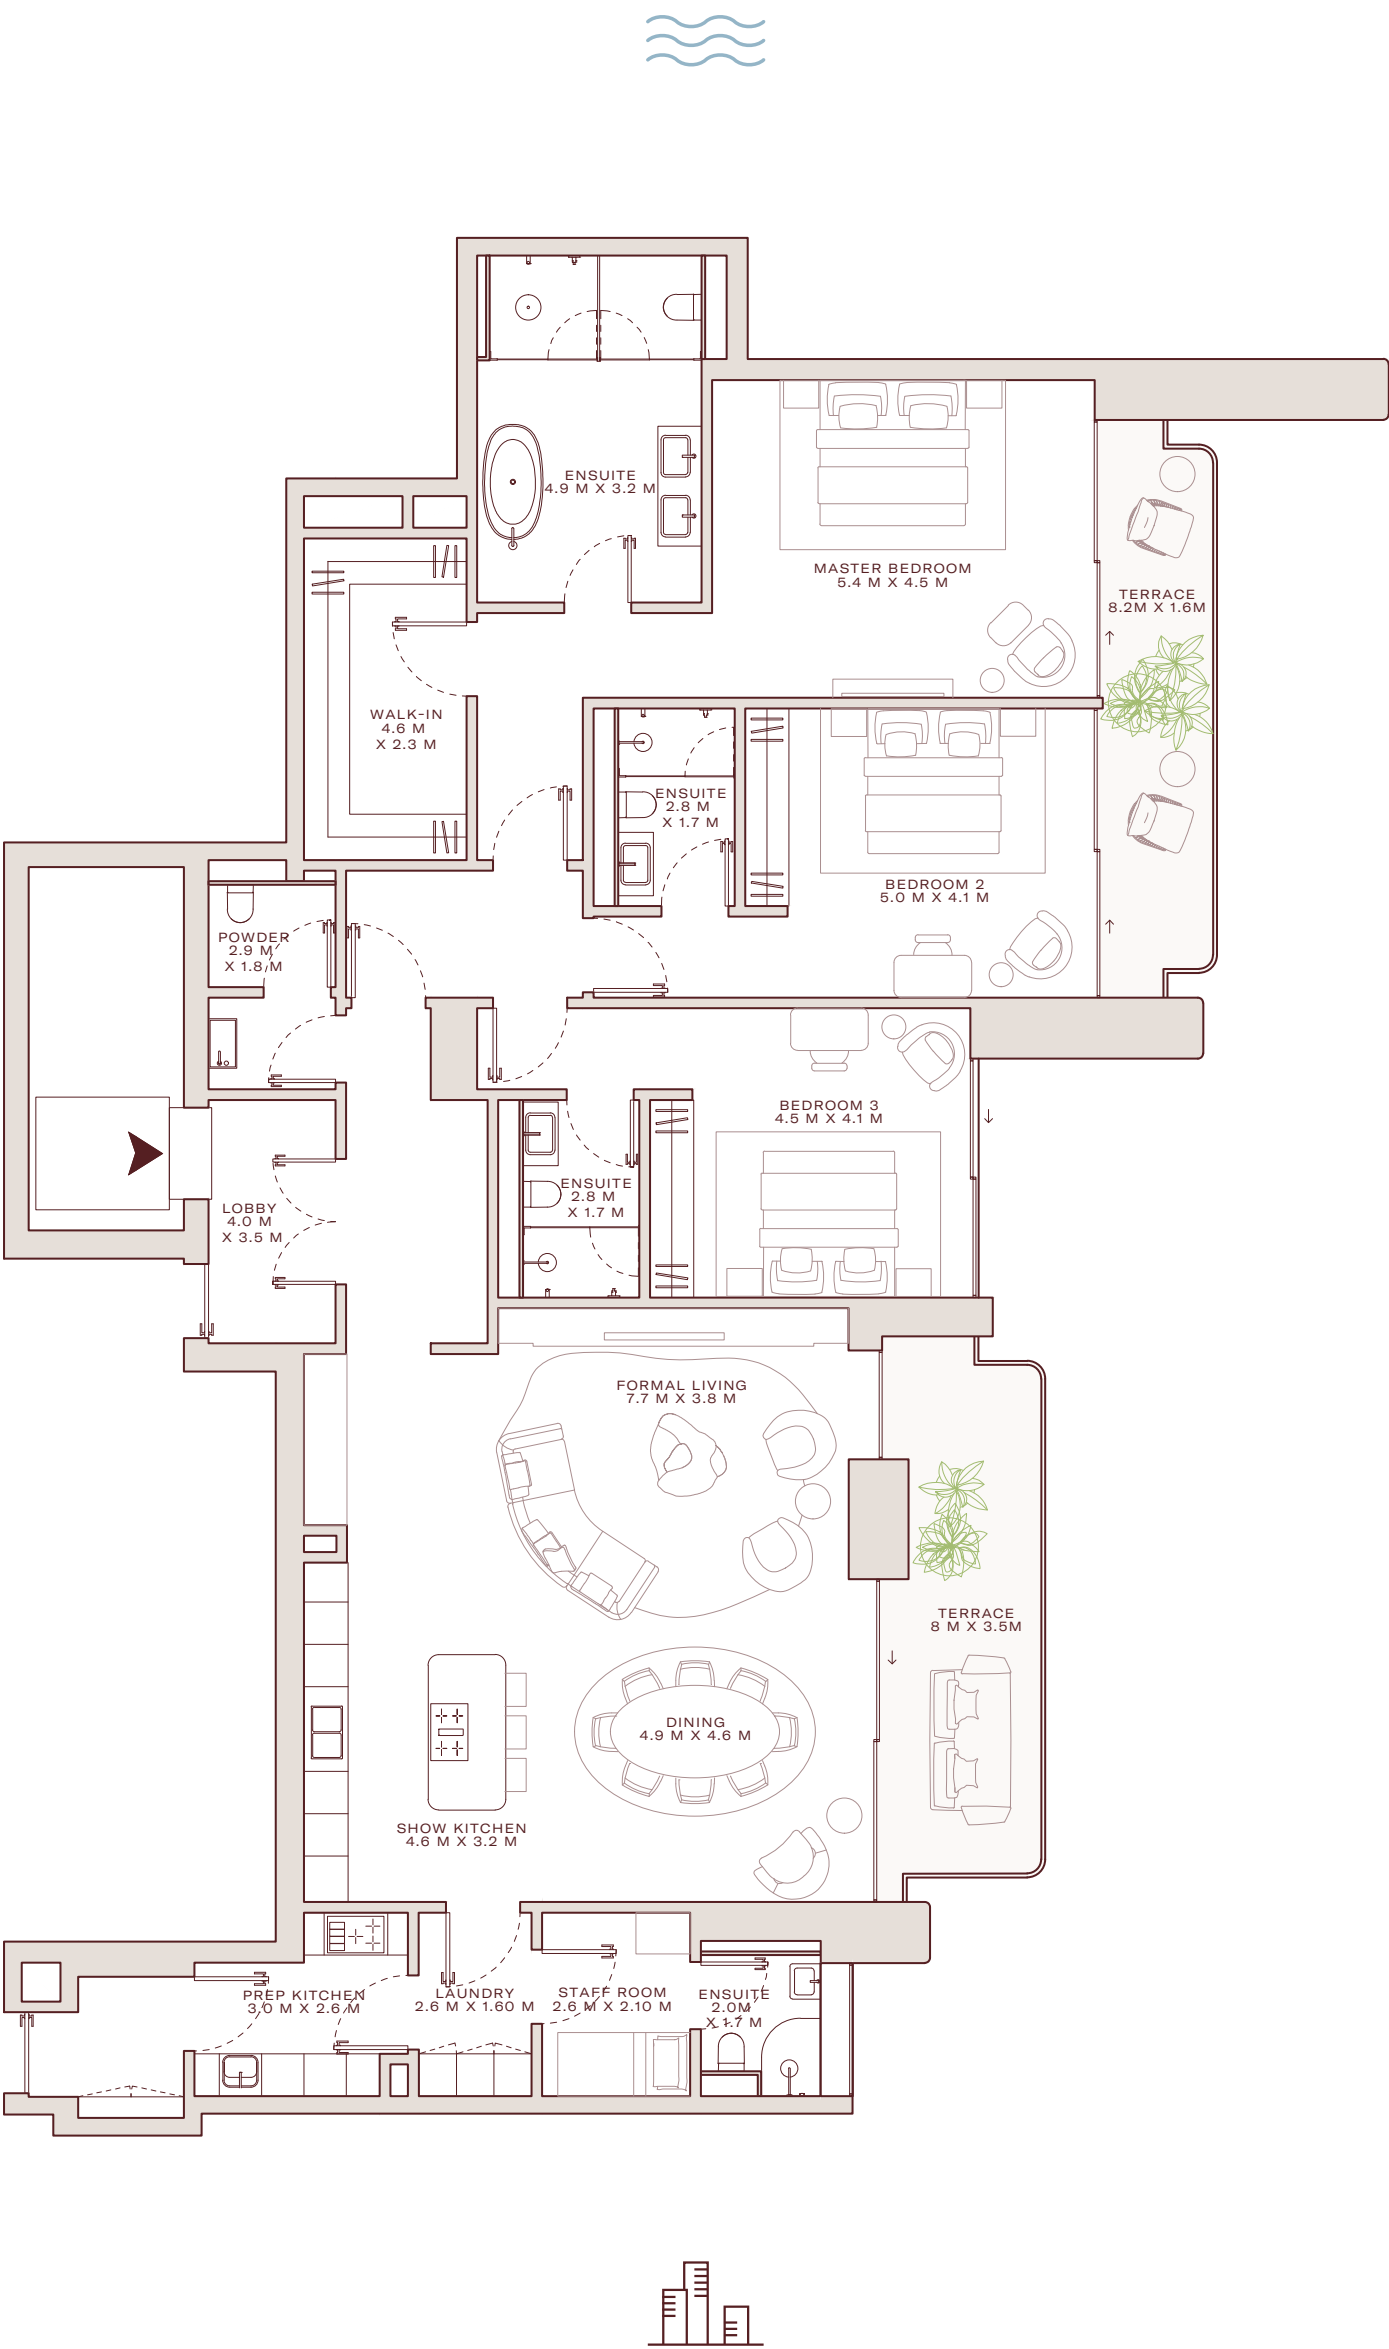 ENSUITE
4.9 M X 3.2 M
MASTER BEDROOM
5.4 M X 4.5 M
TERRACE
8.2M X 1.6M
WALK-IN
4.6 M
X 2.3 M
ENSUITE
2.8 M
X 1.7 M
BEDROOM 2
5.0 M X 4.1 M
POWDER
2.9 M
X 1.8 M
BEDROOM 3
4.5 M X 4.1 M
ENSUITE
2.8 M
X 1.7 M
LOBBY
4.0 M
X 3.5 M
FORMAL LIVING
7.7 M X 3.8 M
TERRACE
8 M X 3.5M
DINING
4.9 M X 4.6 M
SHOW KITCHEN
4.6 M X 3.2 M
PREP KITCHEN
3.0 M X 2.6 M
LAUNDRY
2.6 M X 1.60 M
STAFF ROOM
2.6 M X 2.10 M
ENSUITE
2.0M
X 1.7 M